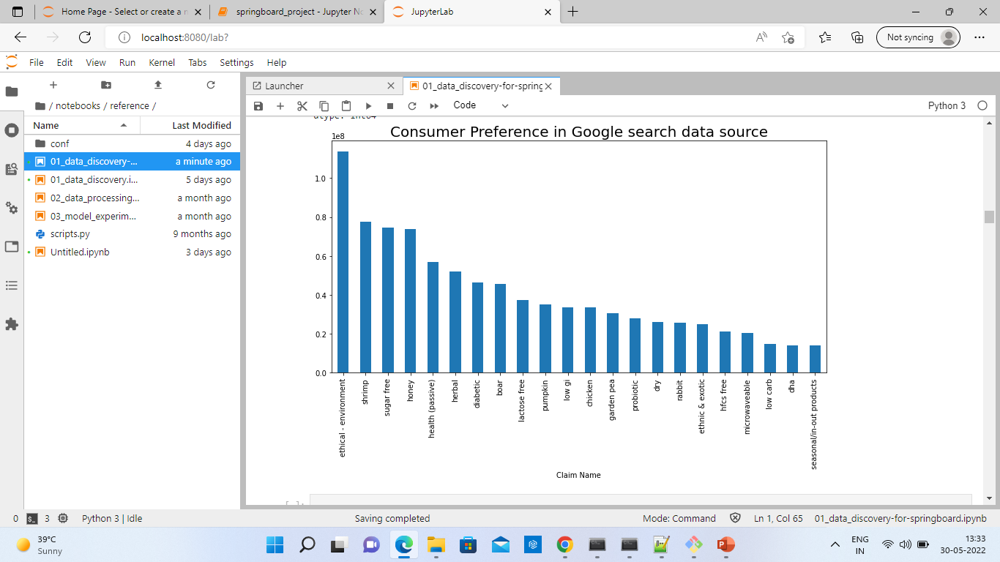 Home Page - Select or create a n
springboard_project - Jupyter No
JupyterLab
localhost:8080/lab?
Not syncing
File Edit View Run Kernel Tabs Settings Help
Launcher
01_data_discovery-for-spring
/ notebooks / reference /
Code
Python 3
Name Last Modified
conf 4 days ago
01_data_discovery-... a minute ago
01_data_discovery.i... 5 days ago
02_data_processing... a month ago
03_model_experim... a month ago
scripts.py 9 months ago
Untitled.ipynb 3 days ago
dtype: int64
Consumer Preference in Google search data source
1e8
1.0
0.8
0.6
0.4
0.2
0.0
ethical - environment
shrimp
sugar free
honey
health (passive)
herbal
diabetic
boar
lactose free
pumpkin
low gi
chicken
garden pea
probiotic
dry
rabbit
ethnic & exotic
hfcs free
microwaveable
low carb
dha
seasonal/in-out products
Claim Name
[ ]:
0 $_ 3 Python 3 | Idle Saving completed Mode: Command Ln 1, Col 65 01_data_discovery-for-springboard.ipynb
39°C
Sunny
ENG
IN
13:33
30-05-2022